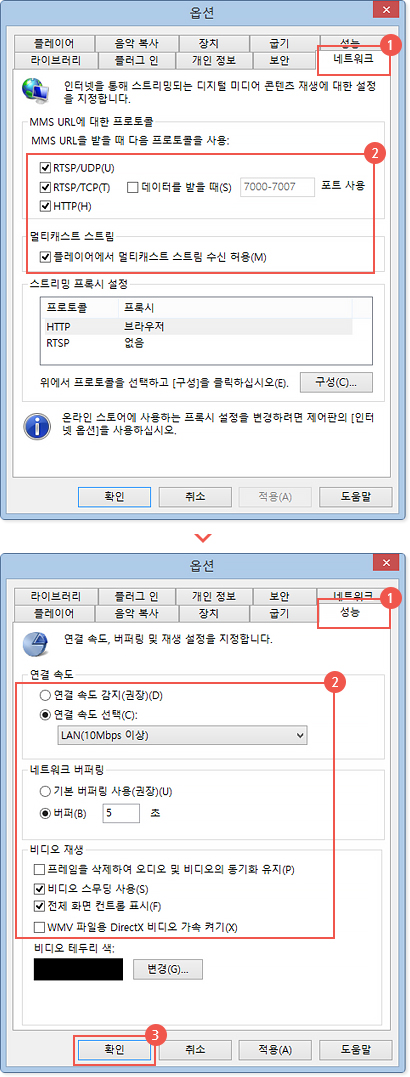 옵션
플레이어 음악 복사 장치 굽기 성능
라이브러리 플러그 인 개인 정보 보안 네트워크
1
인터넷을 통해 스트리밍되는 디지털 미디어 콘텐츠 재생에 대한 설정
을 지정합니다.
MMS URL에 대한 프로토콜
MMS URL을 받을 때 다음 프로토콜을 사용:
2
RTSP/UDP(U)
RTSP/TCP(T) 데이터를 받을 때(S) 7000-7007 포트 사용
HTTP(H)
멀티캐스트 스트림
플레이어에서 멀티캐스트 스트림 수신 허용(M)
스트리밍 프록시 설정
프로토콜 프록시
HTTP 브라우저
RTSP 없음
위에서 프로토콜을 선택하고 [구성]을 클릭하십시오(E). 구성(C)...
온라인 스토어에 사용하는 프록시 설정을 변경하려면 제어판의 [인터
넷 옵션]을 사용하십시오.
확인 취소 적용(A) 도움말
옵션
라이브러리 플러그 인 개인 정보 보안 네트워크
1
플레이어 음악 복사 장치 굽기 성능
연결 속도, 버퍼링 및 재생 설정을 지정합니다.
연결 속도
2
연결 속도 감지(권장)(D)
연결 속도 선택(C):
LAN(10Mbps 이상)
네트워크 버퍼링
기본 버퍼링 사용(권장)(U)
버퍼(B) 5 초
비디오 재생
프레임을 삭제하여 오디오 및 비디오의 동기화 유지(P)
비디오 스무딩 사용(S)
전체 화면 컨트롤 표시(F)
WMV 파일용 DirectX 비디오 가속 켜기(X)
비디오 테두리 색:
변경(G)...
3
확인 취소 적용(A) 도움말